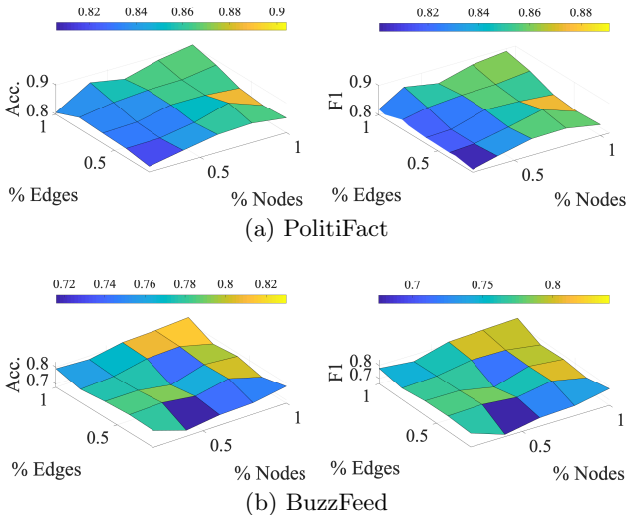 0.82 0.84 0.86 0.88 0.9
0.82 0.84 0.86 0.88
Acc.
0.9
0.8
1
0.5
% Edges
0.5
1
% Nodes
F1
0.9
0.8
1
0.5
% Edges
0.5
1
% Nodes
(a) PolitiFact
0.72 0.74 0.76 0.78 0.8 0.82
0.7 0.75 0.8
Acc.
0.8
0.7
1
0.5
% Edges
0.5
1
% Nodes
F1
0.8
0.7
1
0.5
% Edges
0.5
1
% Nodes
(b) BuzzFeed